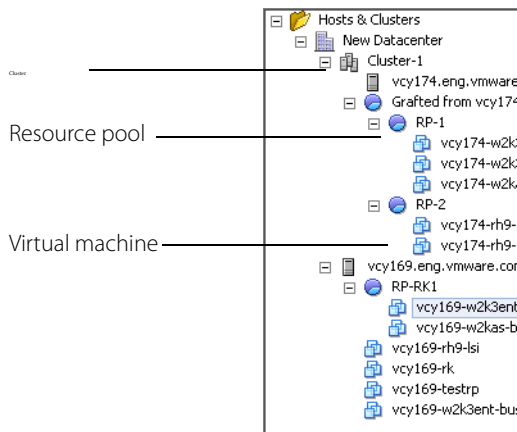 Hosts & Clusters
New Datacenter
Cluster
Cluster-1
vcy174.eng.vmware
Grafted from vcy174
Resource pool
RP-1
vcy174-w2k
vcy174-w2k
vcy174-w2k
RP-2
vcy174-rh9-
Virtual machine
vcy174-rh9-
vcy169.eng.vmware.com
RP-RK1
vcy169-w2k3ent
vcy169-w2kas-b
vcy169-rh9-lsi
vcy169-rk
vcy169-testrp
vcy169-w2k3ent-bus